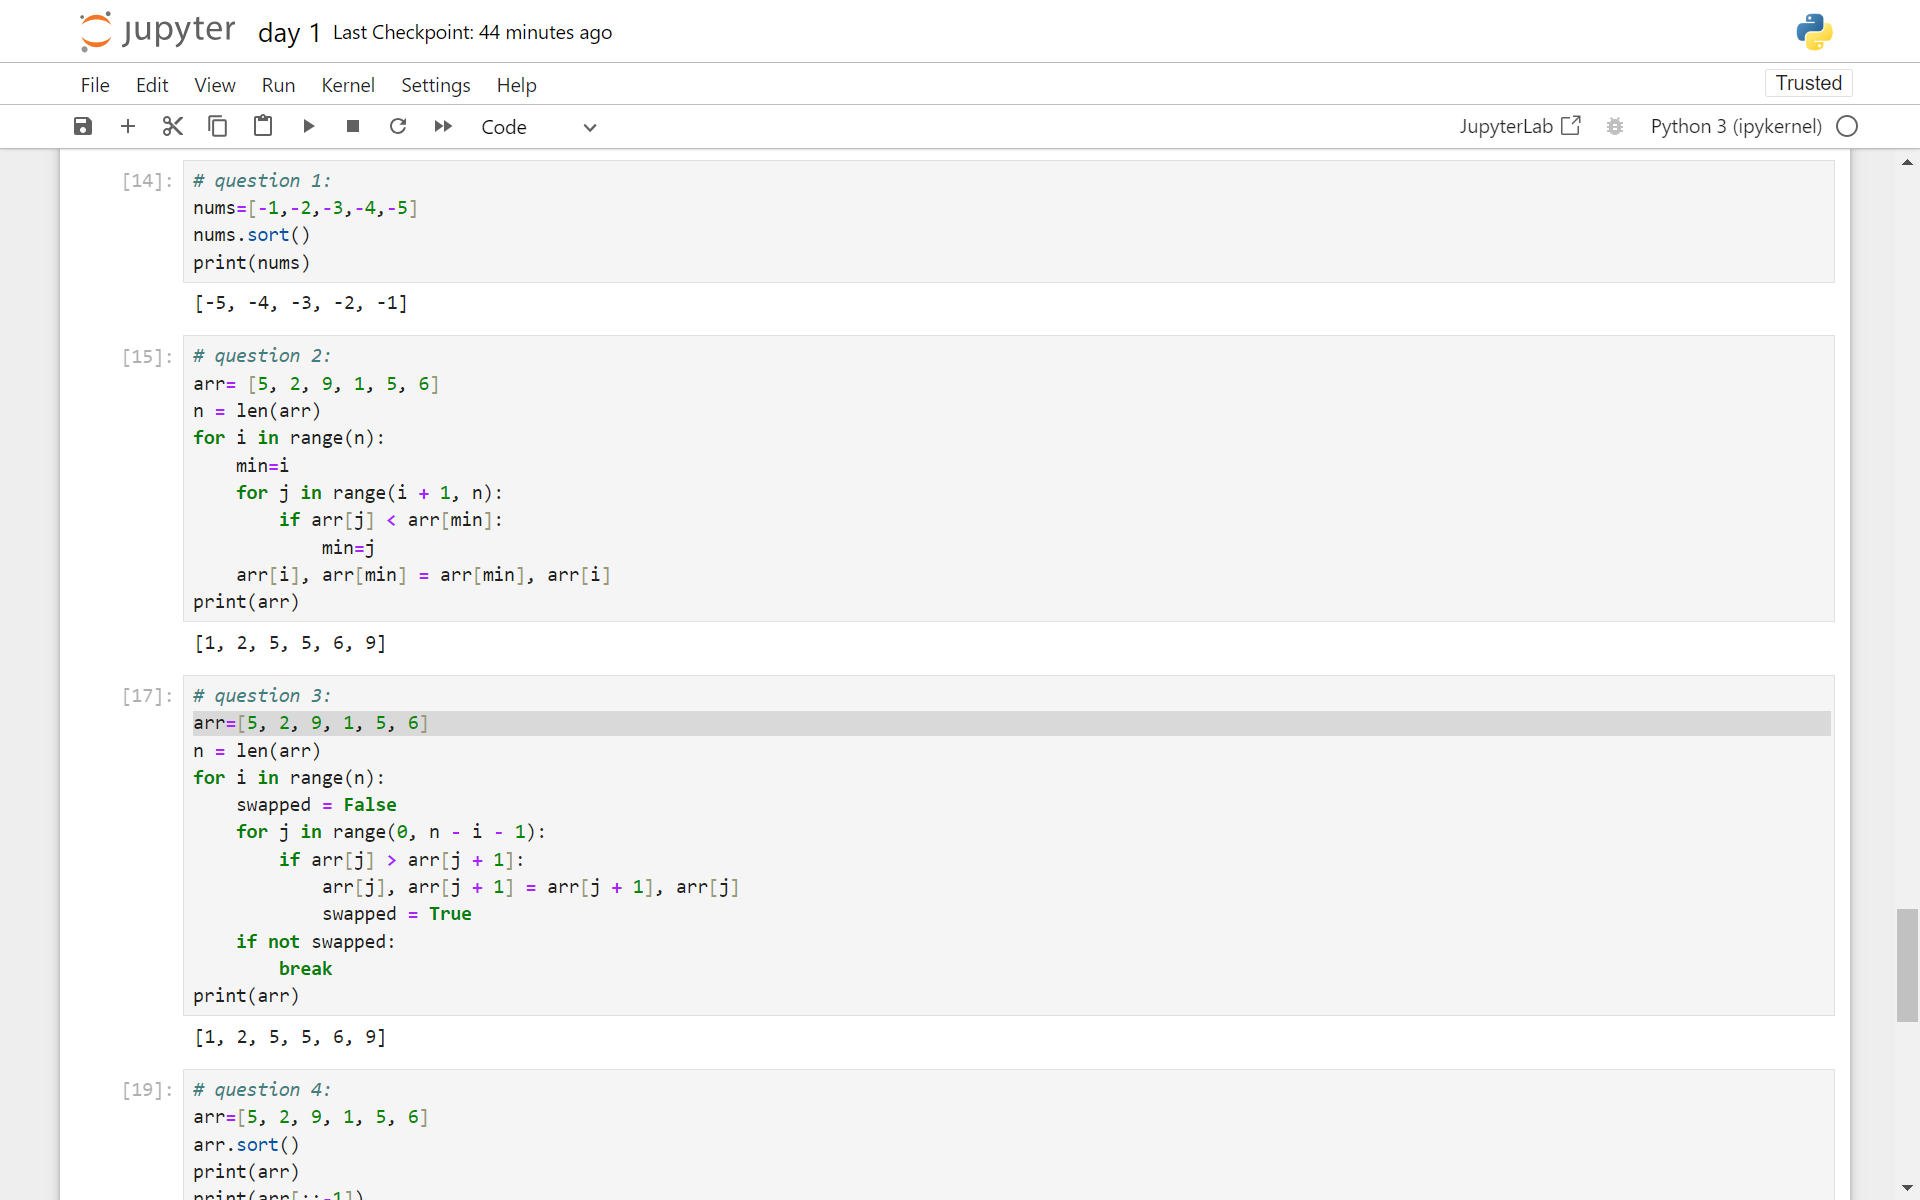 jupyter day 1 Last Checkpoint: 44 minutes ago
File Edit View Run Kernel Settings Help Trusted
Code JupyterLab Python 3 (ipykernel)
[14]: # question 1:
nums=[-1,-2,-3,-4,-5]
nums.sort()
print(nums)
[-5, -4, -3, -2, -1]
[15]: # question 2:
arr= [5, 2, 9, 1, 5, 6]
n = len(arr)
for i in range(n):
    min=i
    for j in range(i + 1, n):
        if arr[j] < arr[min]:
            min=j
    arr[i], arr[min] = arr[min], arr[i]
print(arr)
[1, 2, 5, 5, 6, 9]
[17]: # question 3:
arr=[5, 2, 9, 1, 5, 6]
n = len(arr)
for i in range(n):
    swapped = False
    for j in range(0, n - i - 1):
        if arr[j] > arr[j + 1]:
            arr[j], arr[j + 1] = arr[j + 1], arr[j]
            swapped = True
    if not swapped:
        break
print(arr)
[1, 2, 5, 5, 6, 9]
[19]: # question 4:
arr=[5, 2, 9, 1, 5, 6]
arr.sort()
print(arr)
print(arr[::-1])